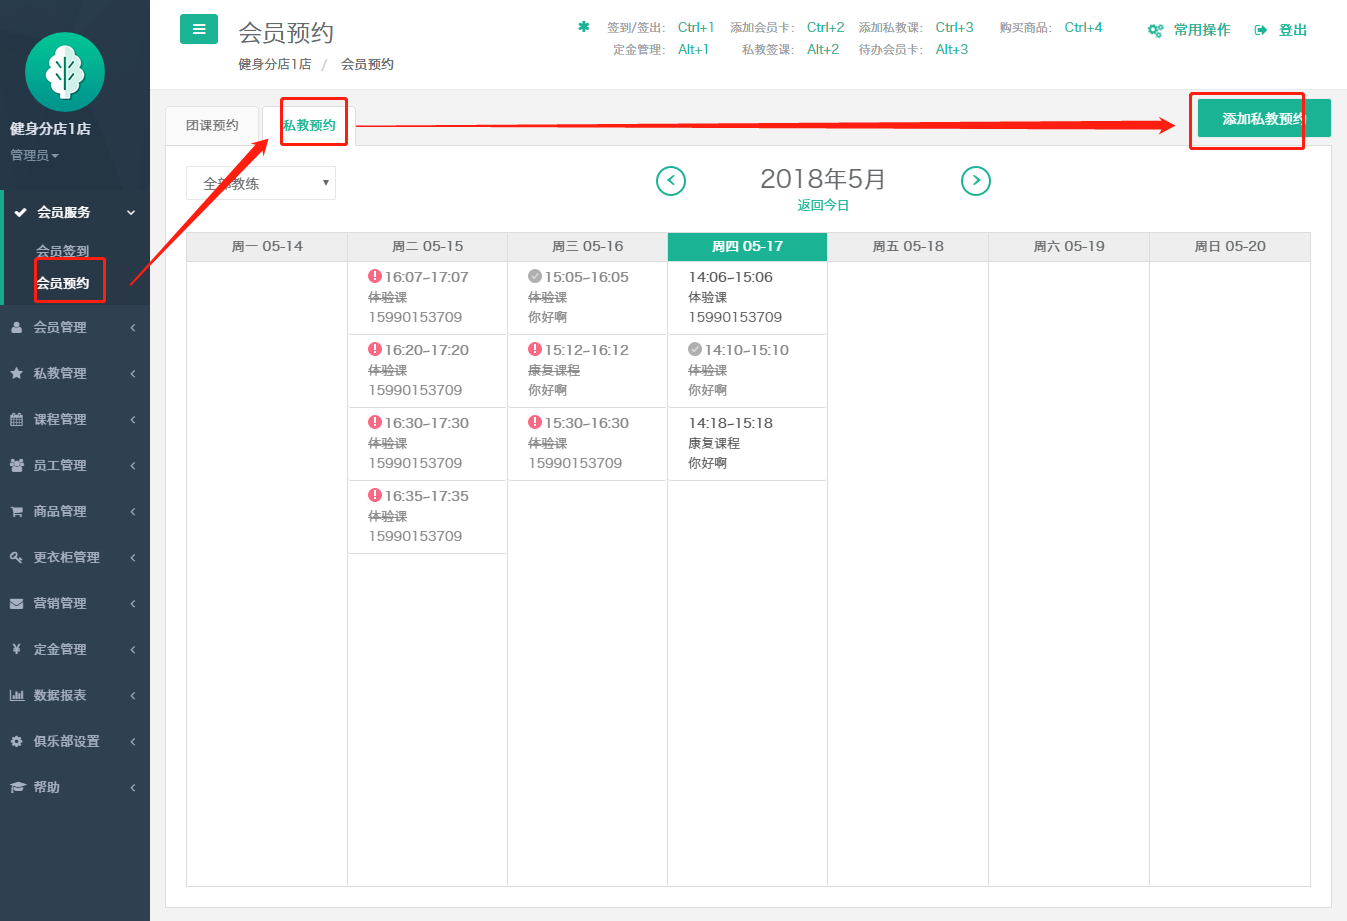 健身分店1店
管理员
会员服务
会员签到
会员预约
会员管理
私教管理
课程管理
员工管理
商品管理
更衣柜管理
营销管理
定金管理
数据报表
俱乐部设置
帮助
会员预约
健身分店1店 / 会员预约
签到/签出: Ctrl+1 添加会员卡: Ctrl+2 添加私教课: Ctrl+3 购买商品: Ctrl+4
定金管理: Alt+1 私教签课: Alt+2 待办会员卡: Alt+3
常用操作 登出
团课预约 私教预约 添加私教预约
全部教练
2018年5月
返回今日
周一 05-14 周二 05-15 周三 05-16 周四 05-17 周五 05-18 周六 05-19 周日 05-20
16:07~17:07
体验课
15990153709
16:20~17:20
体验课
15990153709
16:30~17:30
体验课
15990153709
16:35~17:35
体验课
15990153709
15:05~16:05
体验课
你好啊
15:12~16:12
康复课程
你好啊
15:30~16:30
体验课
15990153709
14:06~15:06
体验课
15990153709
14:10~15:10
体验课
你好啊
14:18~15:18
康复课程
你好啊